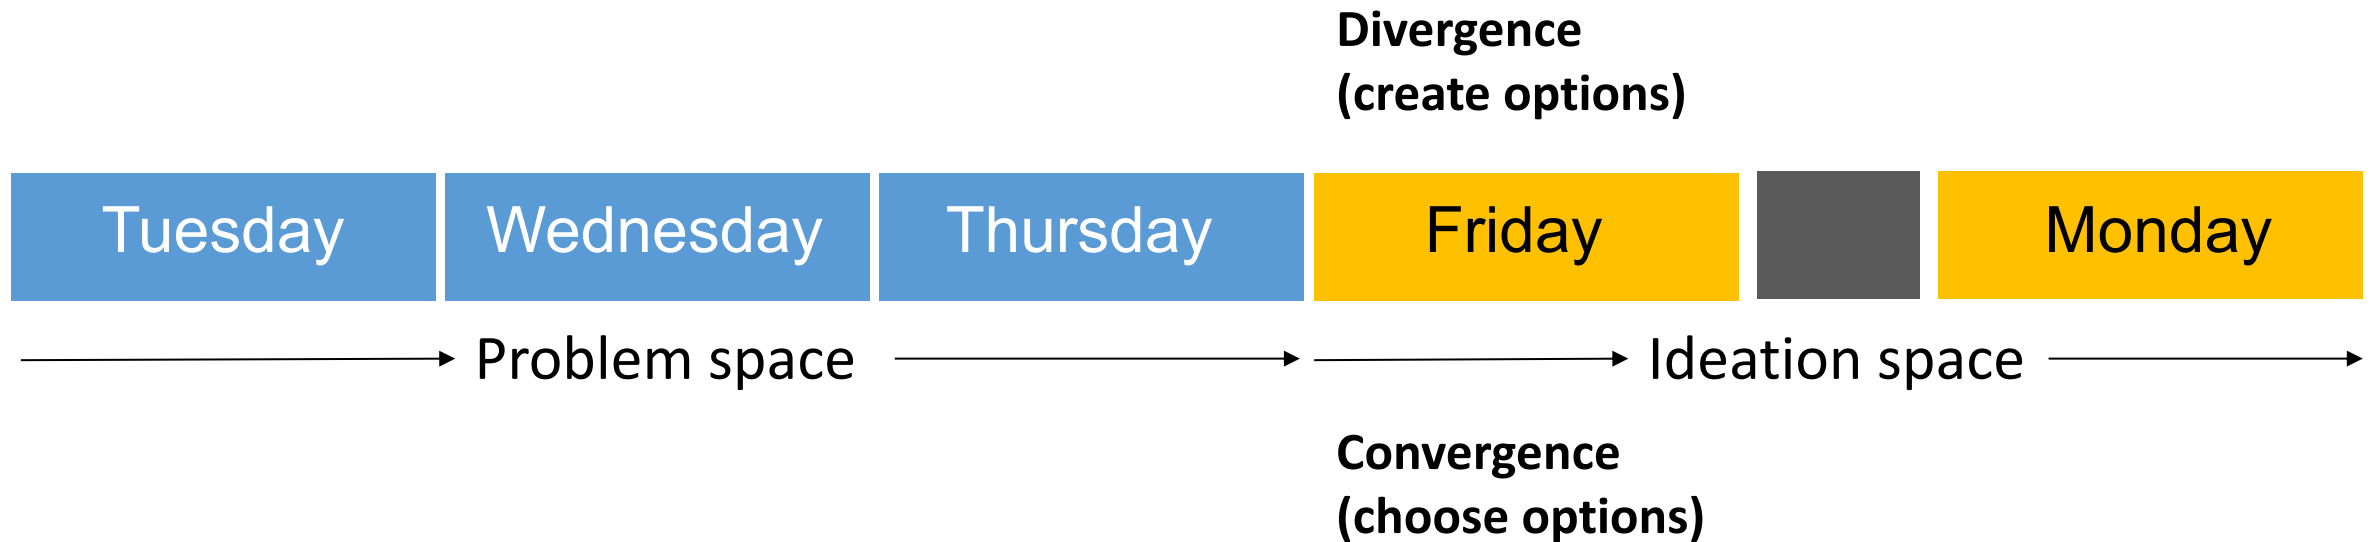 Divergence
(create options)
Tuesday
Wednesday
Thursday
Friday
Monday
Problem space
Ideation space
Convergence
(choose options)